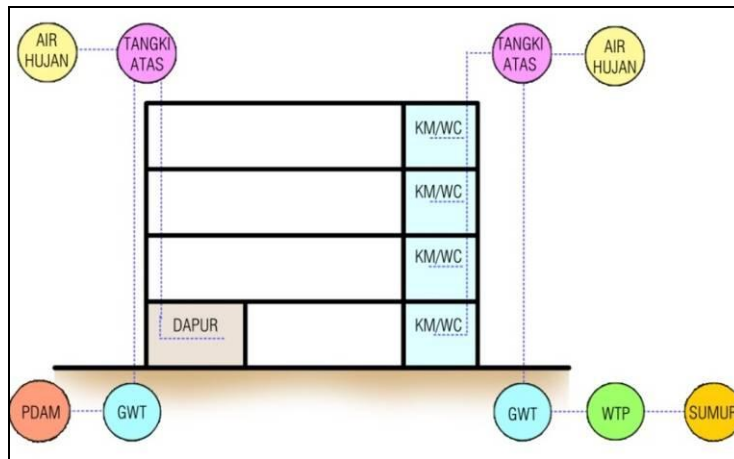 AIR
HUJAN
TANGKI
ATAS
TANGKI
ATAS
AIR
HUJAN
KM/WC
KM/WC
KM/WC
DAPUR
KM/WC
PDAM
GWT
GWT
WTP
SUMUR